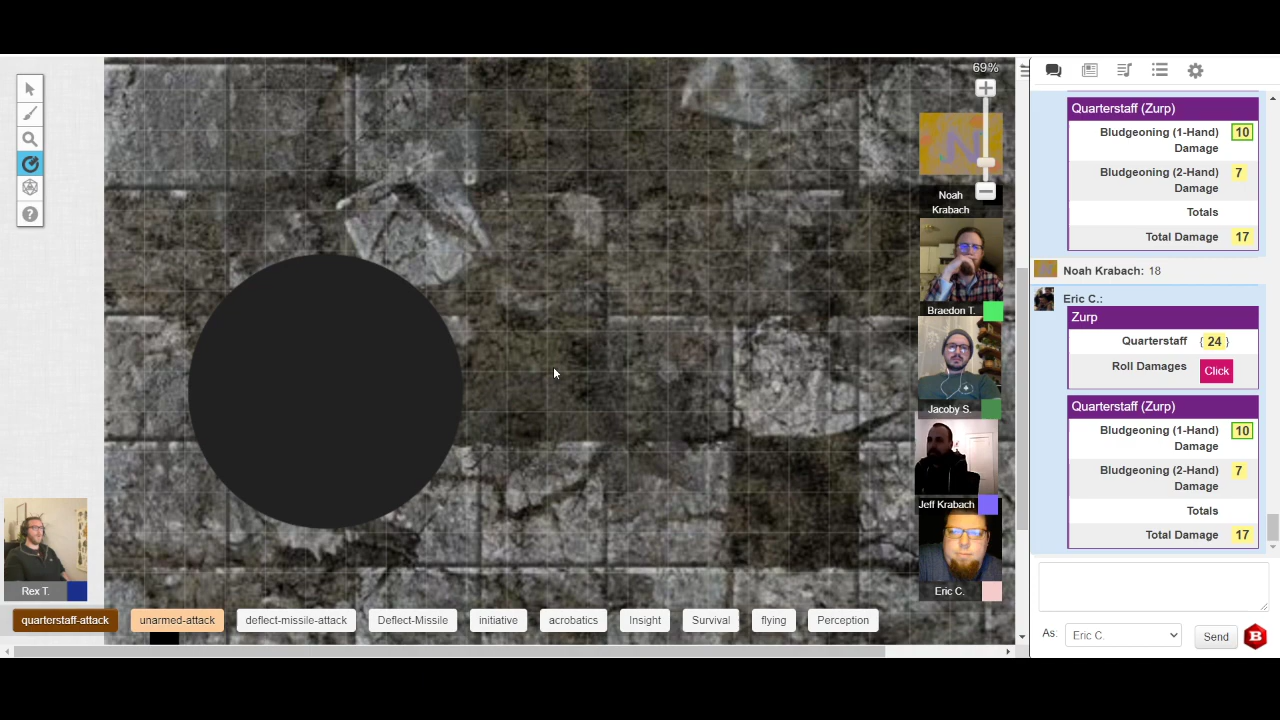 69%
Noah
Krabach
Braedon T.
Jacoby S.
Jeff Krabach
Eric C.
Rex T.
quarterstaff-attack
unarmed-attack
deflect-missile-attack
Deflect-Missile
initiative
acrobatics
Insight
Survival
flying
Perception
Quarterstaff (Zurp)
Bludgeoning (1-Hand) 10
Damage
Bludgeoning (2-Hand) 7
Damage
Totals
Total Damage 17
Noah Krabach: 18
Eric C.:
Zurp
Quarterstaff { 24 }
Roll Damages Click
Quarterstaff (Zurp)
Bludgeoning (1-Hand) 10
Damage
Bludgeoning (2-Hand) 7
Damage
Totals
Total Damage 17
As: Eric C. Send B